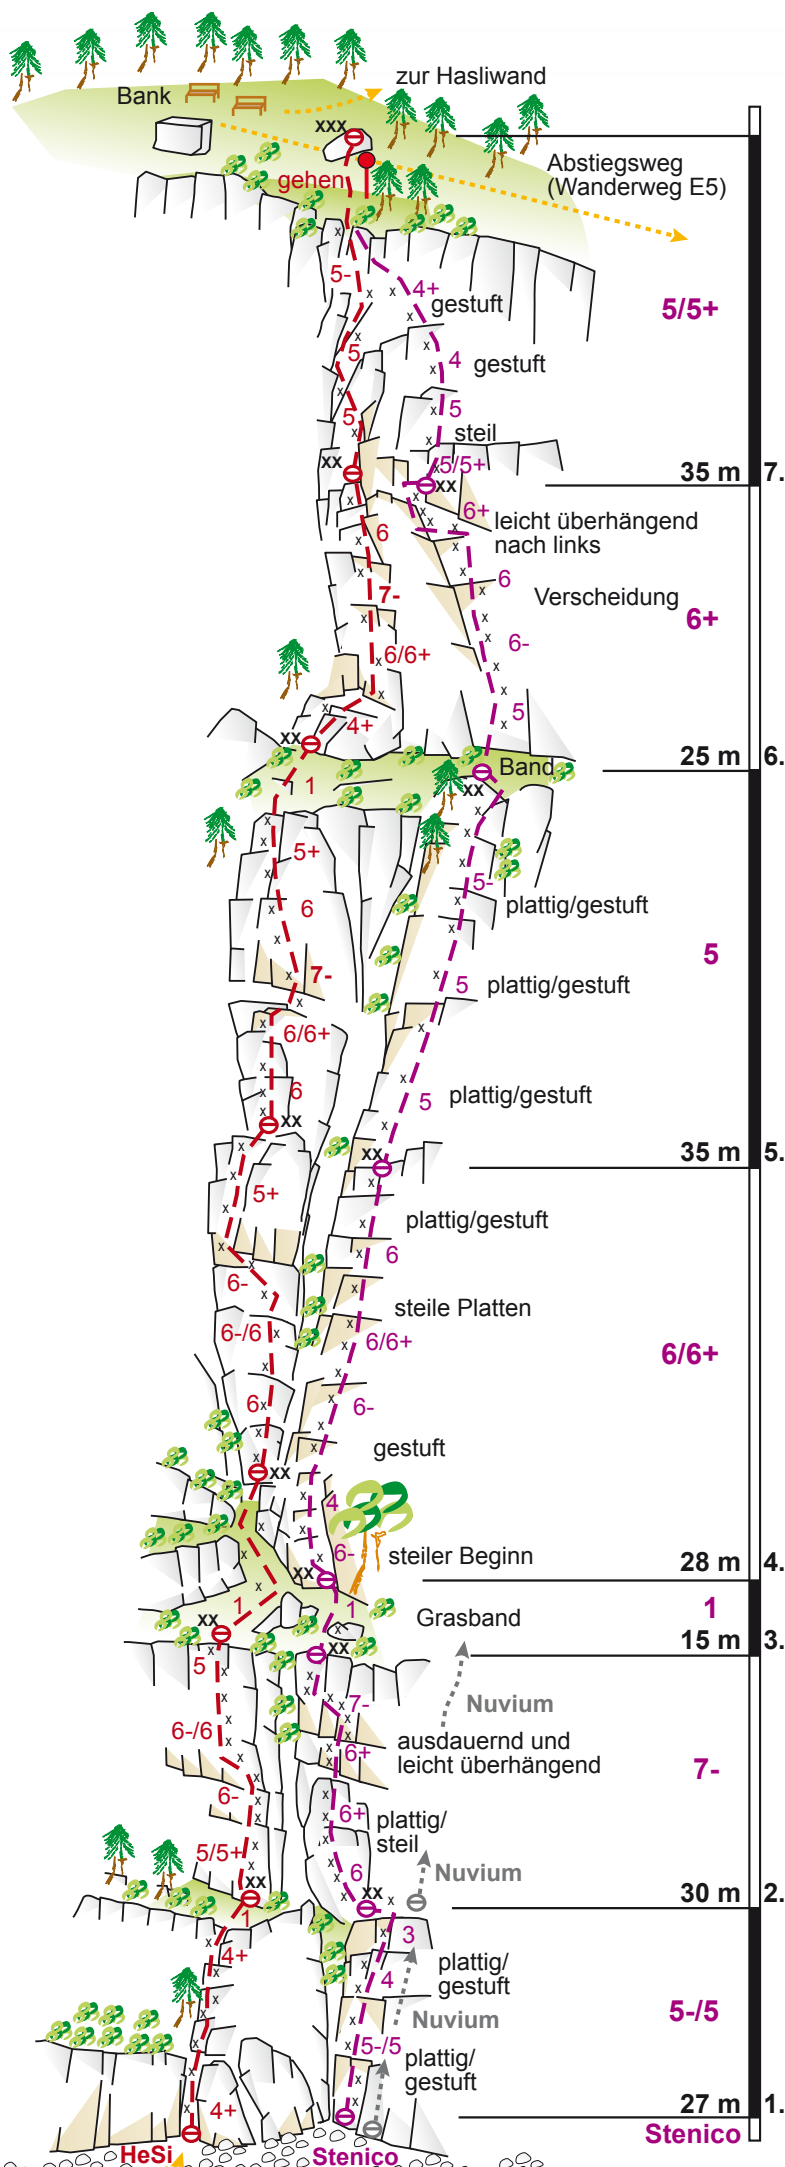 zur Hasliwand
Bank
xxx
Abstiegsweg
(Wanderweg E5)
gehen
5-
4+
gestuft
5/5+
5
4
gestuft
5
5
steil
xx
5/5+
xx
35 m 7.
6+
leicht überhängend
nach links
6
6
7-
Verscheidung
6+
6-
6/6+
5
4+
xx
25 m 6.
Band
1
xx
5+
5-
6
plattig/gestuft
5
7-
5
plattig/gestuft
6/6+
6
5
plattig/gestuft
xx
xx
35 m 5.
5+
plattig/gestuft
6
6-
steile Platten
6-/6
6/6+
6/6+
6
6-
gestuft
xx
4
6-
steiler Beginn
xx
28 m 4.
1
1
1
Grasband
xx
xx
15 m 3.
5
7-
Nuvium
6-/6
6+
ausdauernd und
leicht überhängend
7-
6-
6+
plattig/
steil
5/5+
6
Nuvium
xx
xx
30 m 2.
1
3
4+
plattig/
gestuft
4
5-/5
Nuvium
5-/5
plattig/
gestuft
4+
27 m 1.
Stenico
HeSi
Stenico